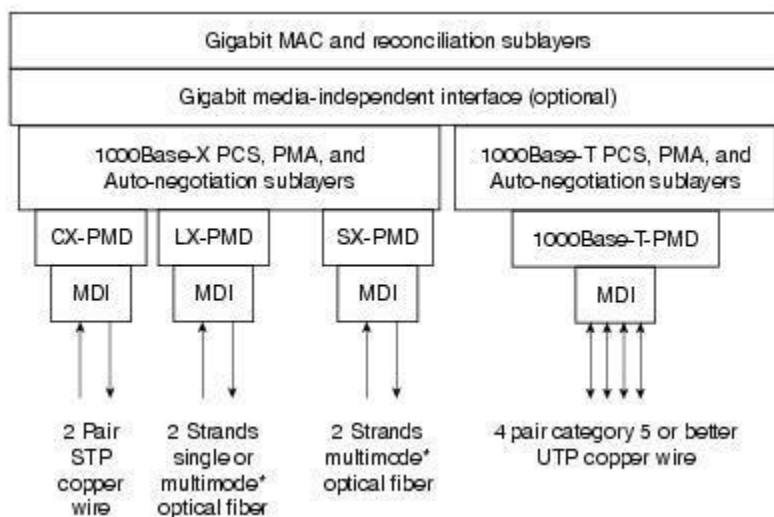 Gigabit MAC and reconciliation sublayers
Gigabit media-independent interface (optional)
1000Base-X PCS, PMA, and
Auto-negotiation sublayers
1000Base-T PCS, PMA, and
Auto-negotiation sublayers
CX-PMD
LX-PMD
SX-PMD
1000Base-T-PMD
MDI
MDI
MDI
MDI
2 Pair
STP
copper
wire
2 Strands
single or
multimode*
optical fiber
2 Strands
multimode*
optical fiber
4 pair category 5 or better
UTP copper wire